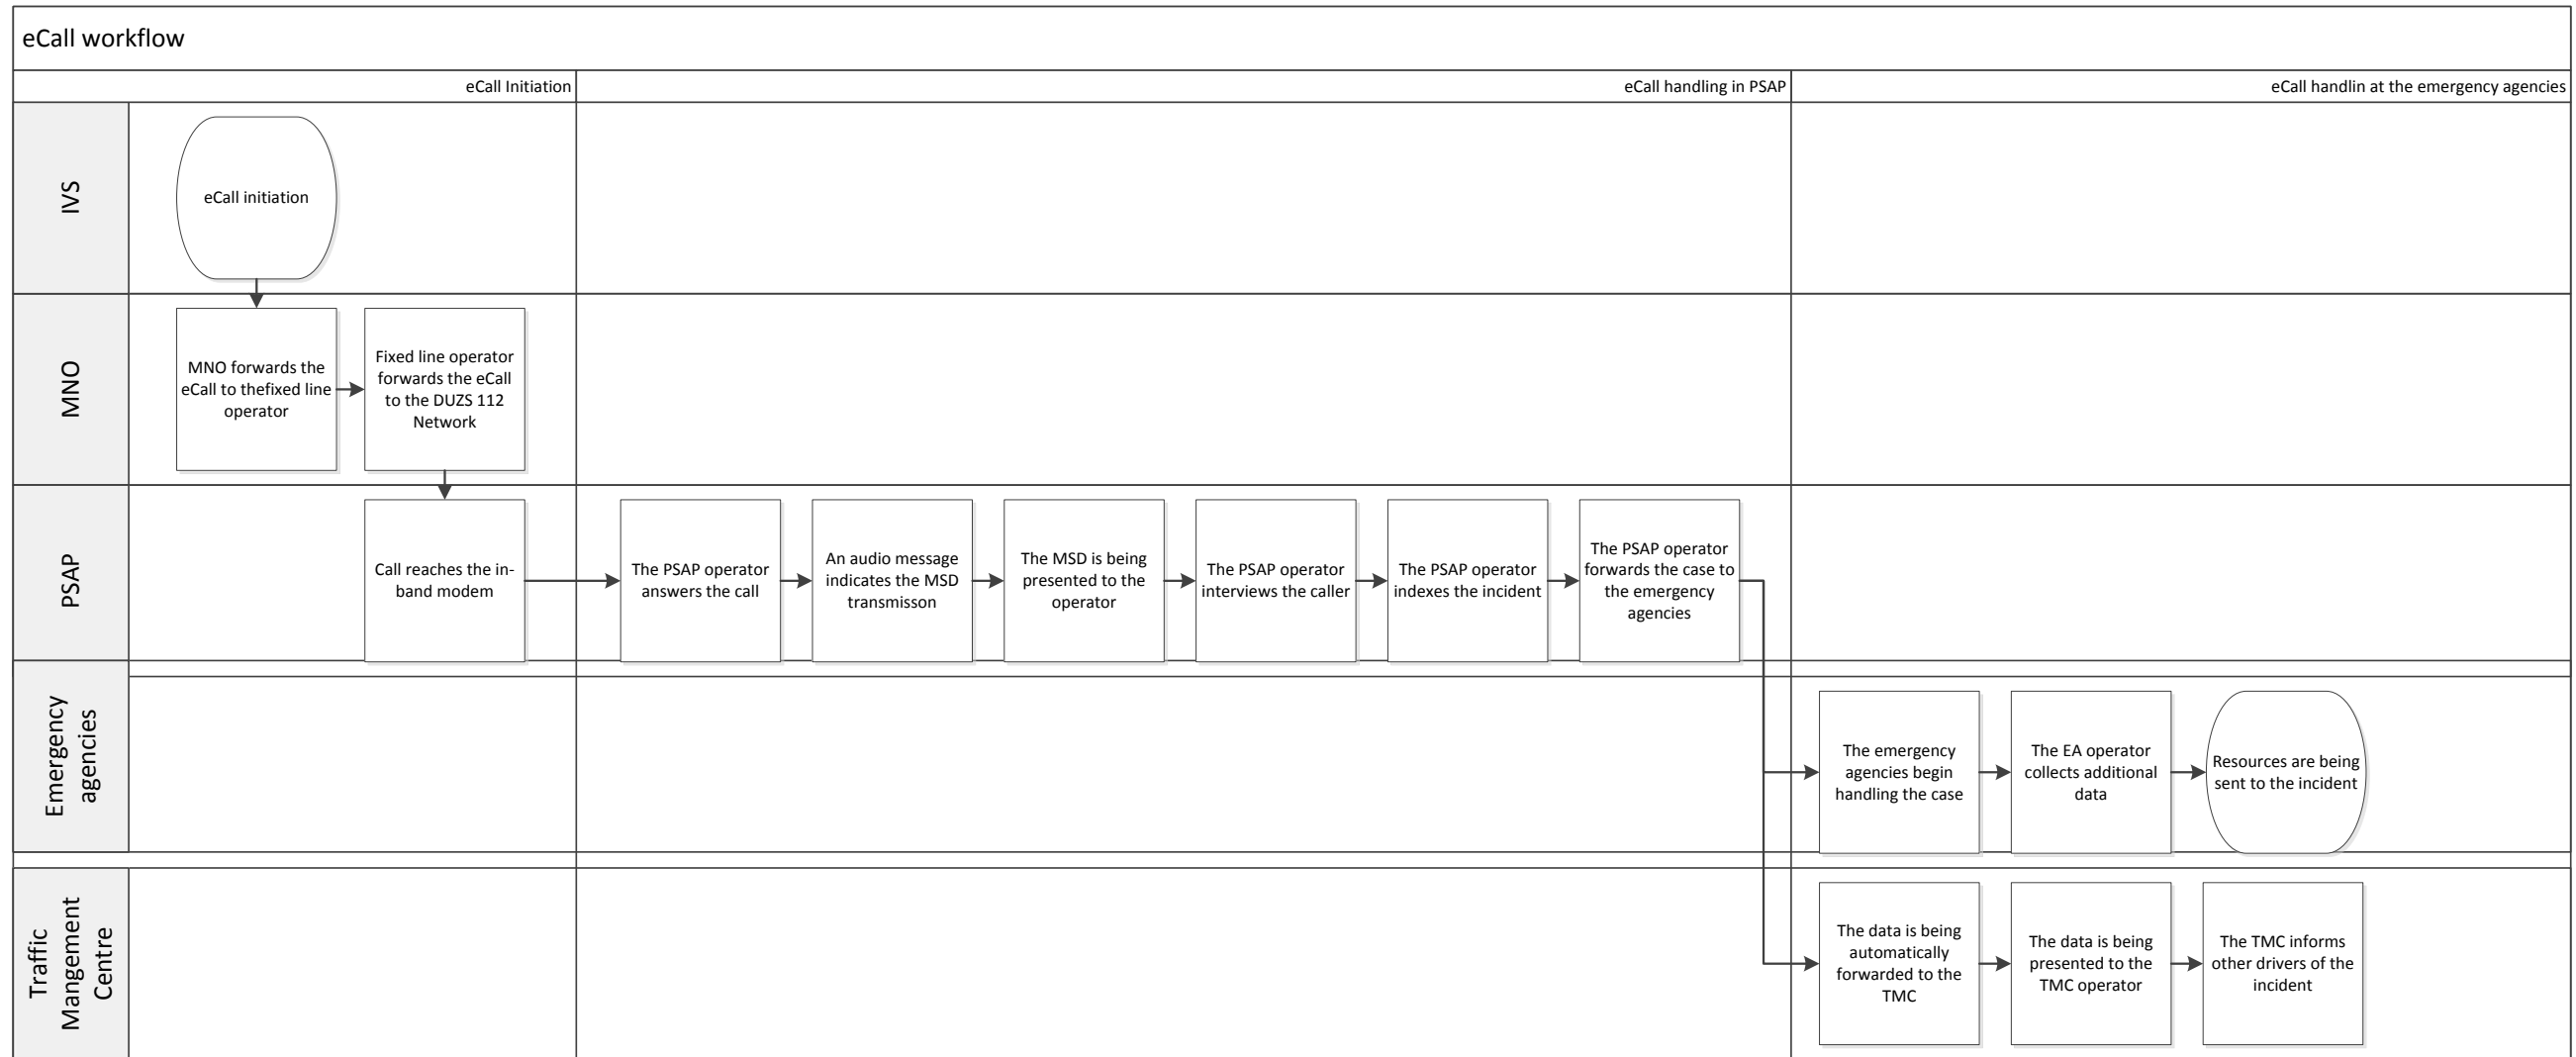 eCall workflow
eCall Initiation
eCall handling in PSAP
eCall handlin at the emergency agencies
IVS
eCall initiation
MNO
MNO forwards the
eCall to thefixed line
operator
Fixed line operator
forwards the eCall
to the DUZS 112
Network
PSAP
Call reaches the in-
band modem
The PSAP operator
answers the call
An audio message
indicates the MSD
transmisson
The MSD is being
presented to the
operator
The PSAP operator
interviews the caller
The PSAP operator
indexes the incident
The PSAP operator
forwards the case to
the emergency
agencies
Emergency
agencies
The emergency
agencies begin
handling the case
The EA operator
collects additional
data
Resources are being
sent to the incident
Traffic
Mangement
Centre
The data is being
automatically
forwarded to the
TMC
The data is being
presented to the
TMC operator
The TMC informs
other drivers of the
incident